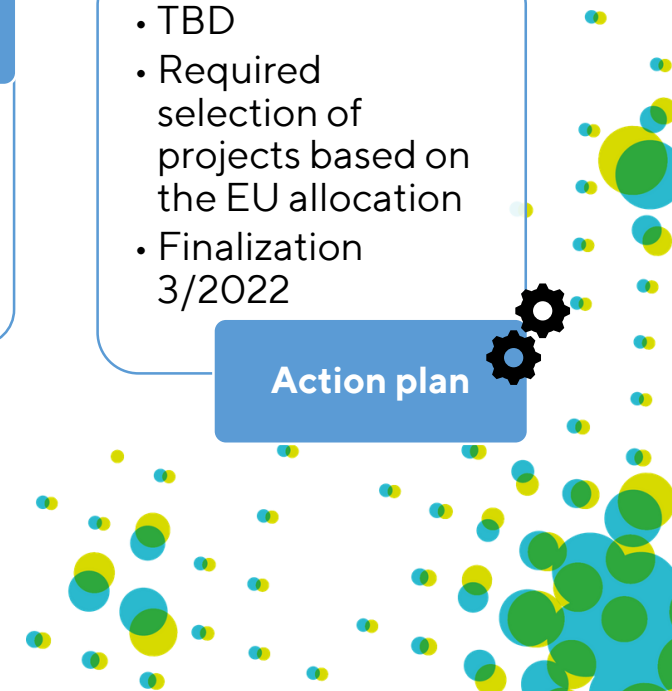 • TBD
• Required
selection of
projects based on
the EU allocation
• Finalization
3/2022
Action plan